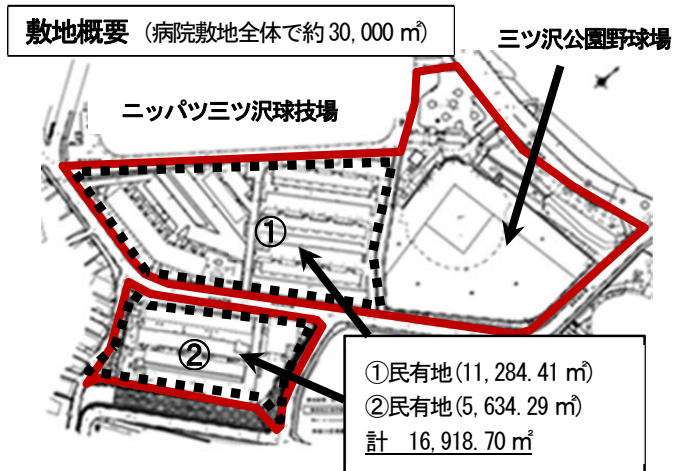 敷地概要（病院敷地全体で約30,000㎡）
三ツ沢公園野球場
ニッパツ三ツ沢球技場
①
②
①民有地(11,284.41㎡)
②民有地(5,634.29㎡)
計　16,918.70㎡